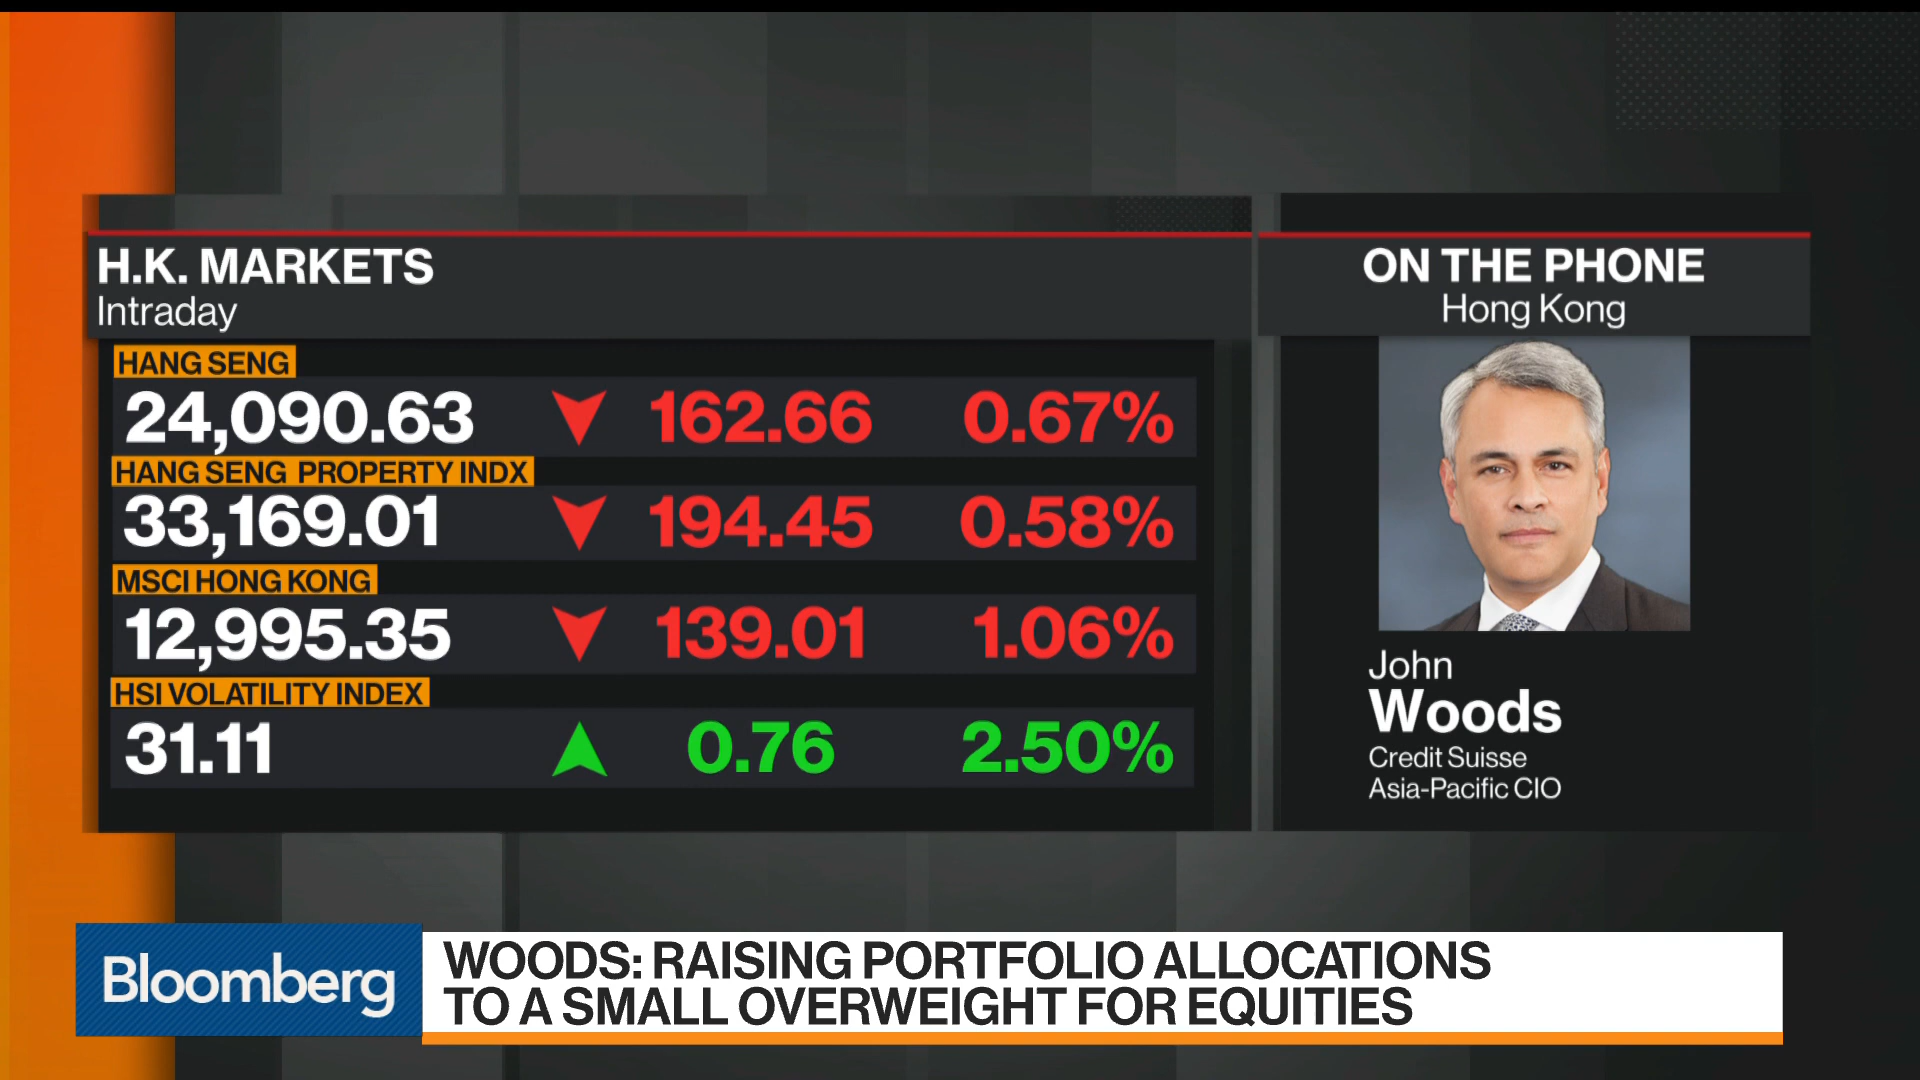 H.K. MARKETS
Intraday
HANG SENG
24,090.63 ▼ 162.66 0.67%
HANG SENG PROPERTY INDX
33,169.01 ▼ 194.45 0.58%
MSCI HONG KONG
12,995.35 ▼ 139.01 1.06%
HSI VOLATILITY INDEX
31.11 ▲ 0.76 2.50%
ON THE PHONE
Hong Kong
John
Woods
Credit Suisse
Asia-Pacific CIO
Bloomberg
WOODS: RAISING PORTFOLIO ALLOCATIONS
TO A SMALL OVERWEIGHT FOR EQUITIES